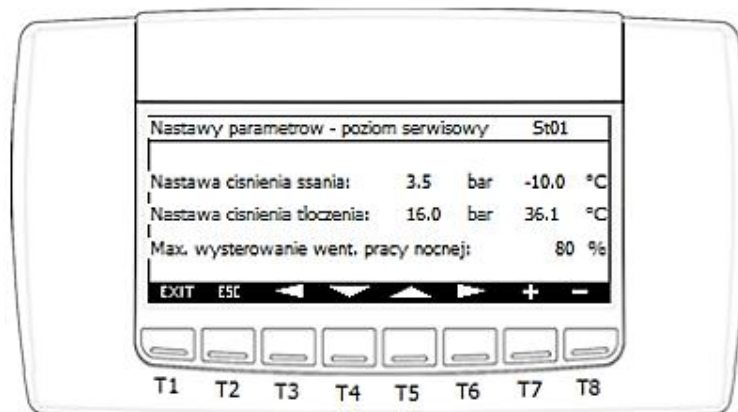 Nastawy parametrow - poziom serwisowy St01
Nastawa cisnienia ssania: 3.5 bar -10.0 °C
Nastawa cisnienia tloczenia: 16.0 bar 36.1 °C
Max. wysterowanie went. pracy nocnej: 80 %
EXIT ESC + -
T1 T2 T3 T4 T5 T6 T7 T8